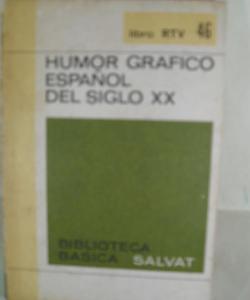 libro RTV 46
HUMOR GRAFICO
ESPAÑOL
DEL SIGLO XX
BIBLIOTECA
BASICA SALVAT